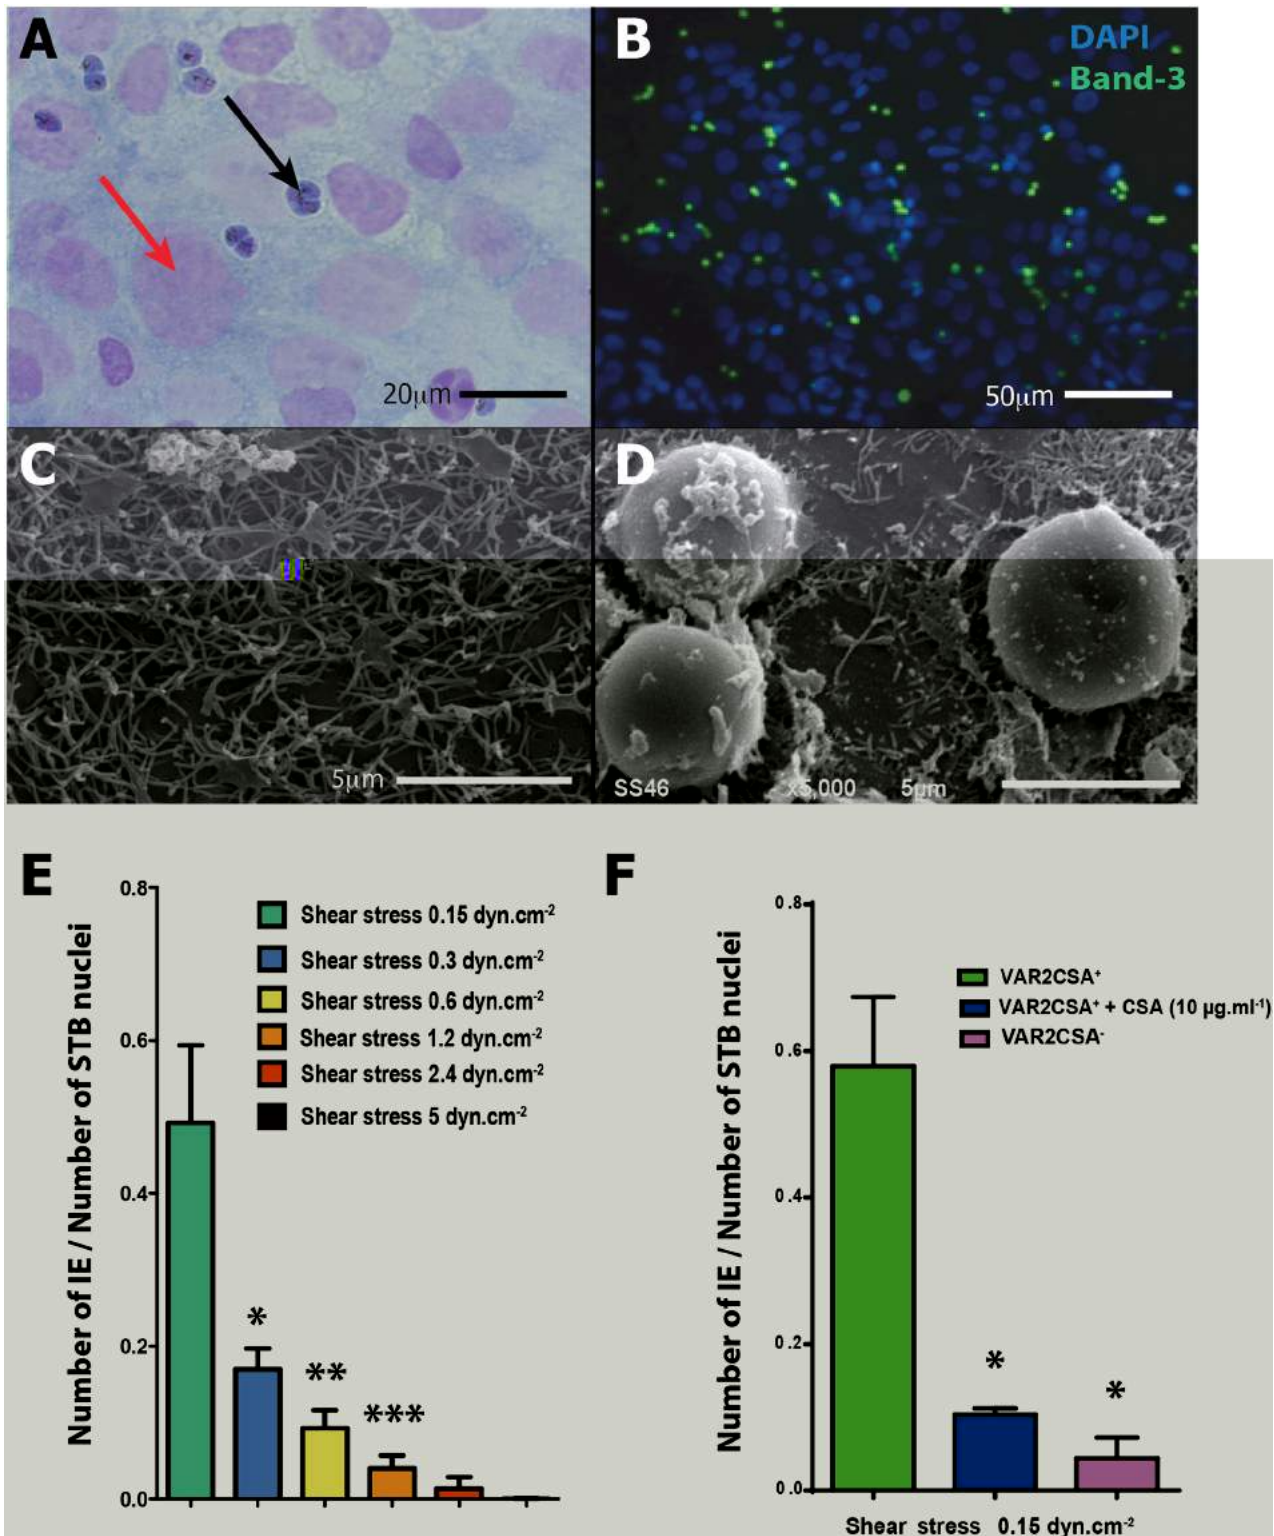 A
B
DAPI
Band-3
20µm
50µm
C
D
5µm
SS46 x5,000 5µm
E
F
Number of IE / Number of STB nuclei
0.8
0.6
0.4
0.2
0.0
Shear stress 0.15 dyn.cm⁻²
Shear stress 0.3 dyn.cm⁻²
Shear stress 0.6 dyn.cm⁻²
Shear stress 1.2 dyn.cm⁻²
Shear stress 2.4 dyn.cm⁻²
Shear stress 5 dyn.cm⁻²
*
**
***
Number of IE / Number of STB nuclei
0.8
0.6
0.4
0.2
0.0
VAR2CSA⁺
VAR2CSA⁺ + CSA (10 µg.ml⁻¹)
VAR2CSA⁻
*
*
Shear stress 0.15 dyn.cm⁻²